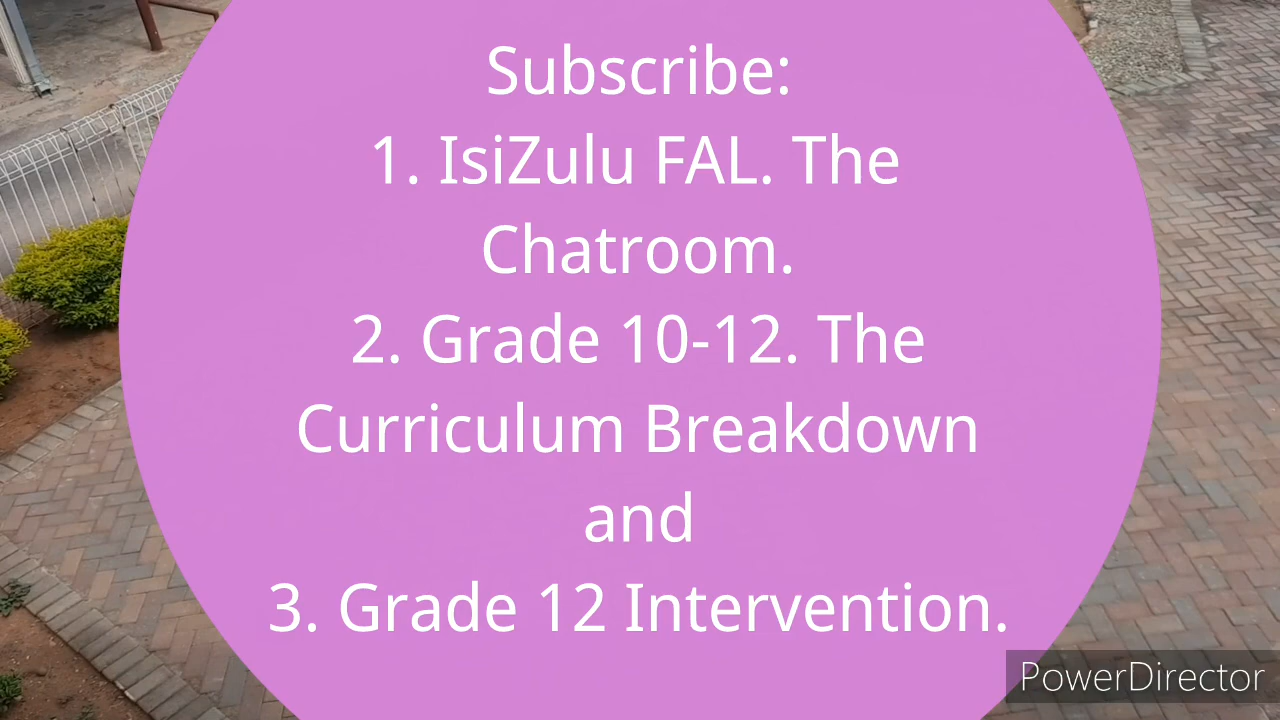 Subscribe:
1. IsiZulu FAL. The
Chatroom.
2. Grade 10-12. The
Curriculum Breakdown
and
3. Grade 12 Intervention.
PowerDirector